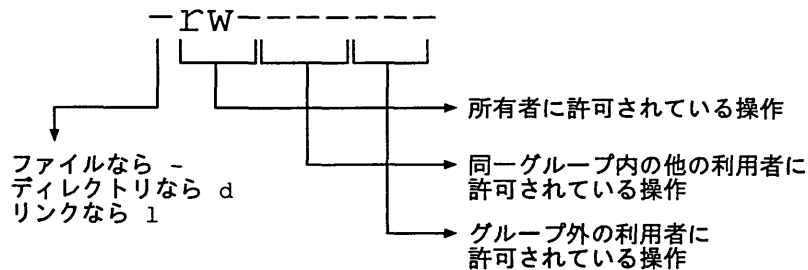 -rw-------
所有者に許可されている操作
ファイルなら -
ディレクトリなら d
リンクなら l
同一グループ内の他の利用者に
許可されている操作
グループ外の利用者に
許可されている操作